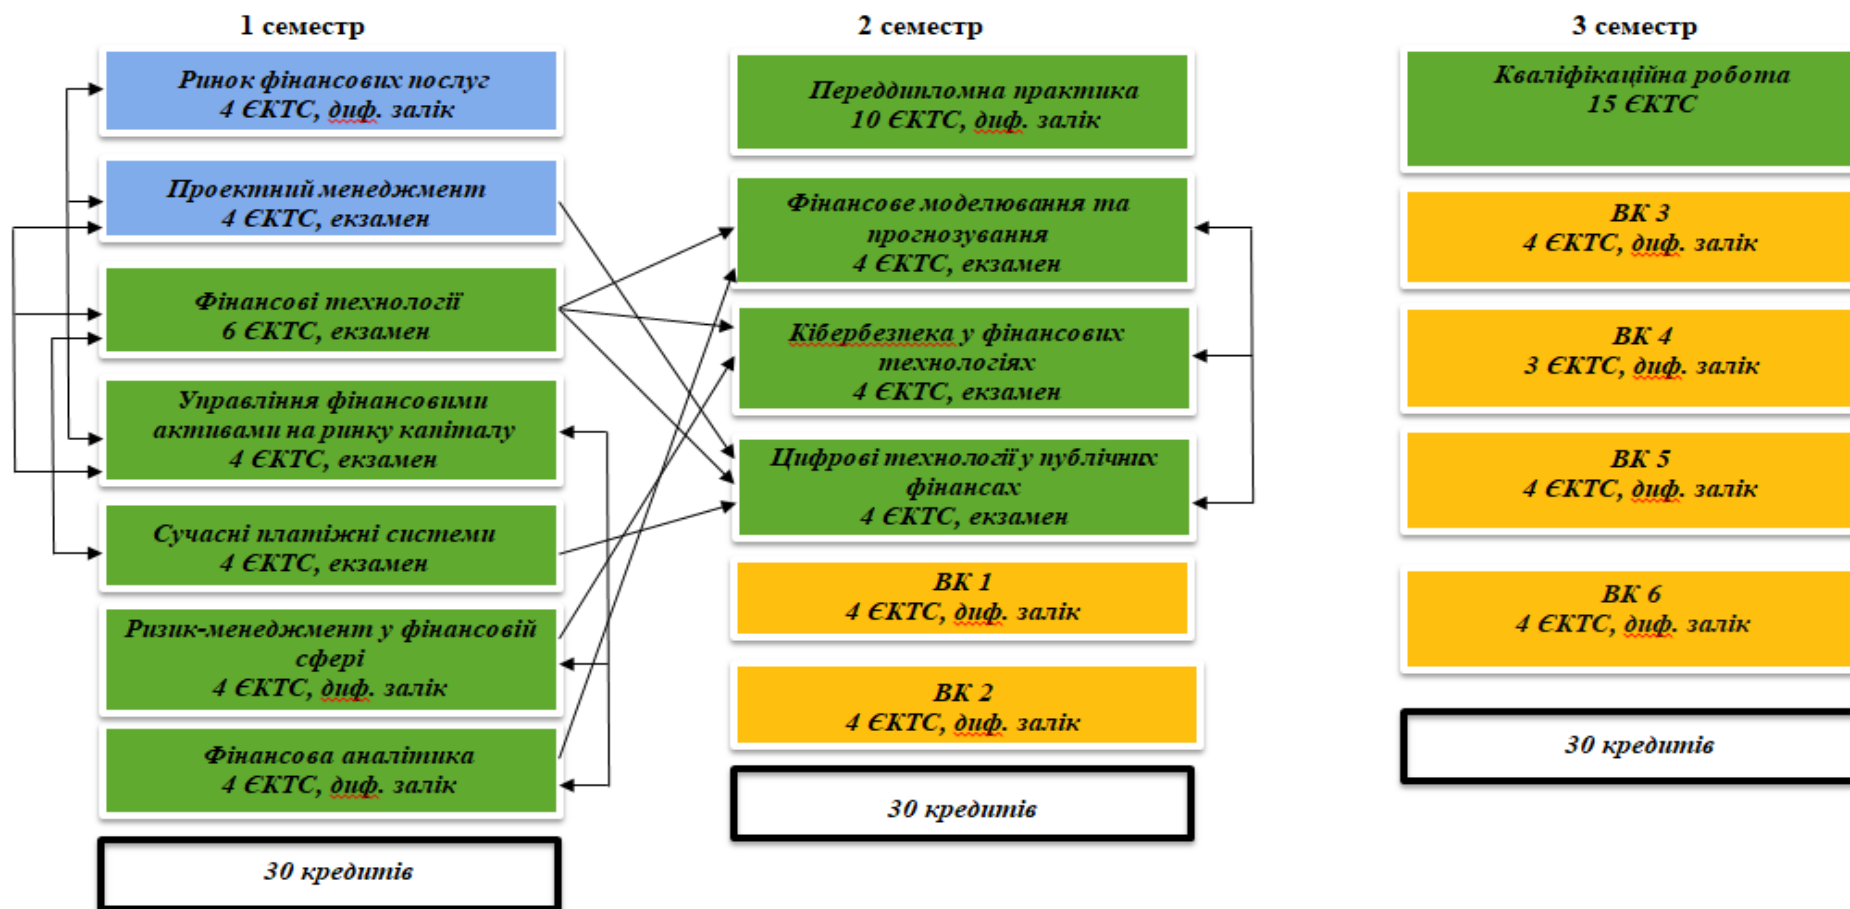 1 семестр
Ринок фінансових послуг
4 ЄКТС, диф. залік
Проектний менеджмент
4 ЄКТС, екзамен
Фінансові технології
6 ЄКТС, екзамен
Управління фінансовими
активами на ринку капіталу
4 ЄКТС, екзамен
Сучасні платіжні системи
4 ЄКТС, екзамен
Ризик-менеджмент у фінансовій
сфері
4 ЄКТС, диф. залік
Фінансова аналітика
4 ЄКТС, диф. залік
30 кредитів
2 семестр
Переддипломна практика
10 ЄКТС, диф. залік
Фінансове моделювання та
прогнозування
4 ЄКТС, екзамен
Кібербезпека у фінансових
технологіях
4 ЄКТС, екзамен
Цифрові технології у публічних
фінансах
4 ЄКТС, екзамен
ВК 1
4 ЄКТС, диф. залік
ВК 2
4 ЄКТС, диф. залік
30 кредитів
3 семестр
Кваліфікаційна робота
15 ЄКТС
ВК 3
4 ЄКТС, диф. залік
ВК 4
3 ЄКТС, диф. залік
ВК 5
4 ЄКТС, диф. залік
ВК 6
4 ЄКТС, диф. залік
30 кредитів